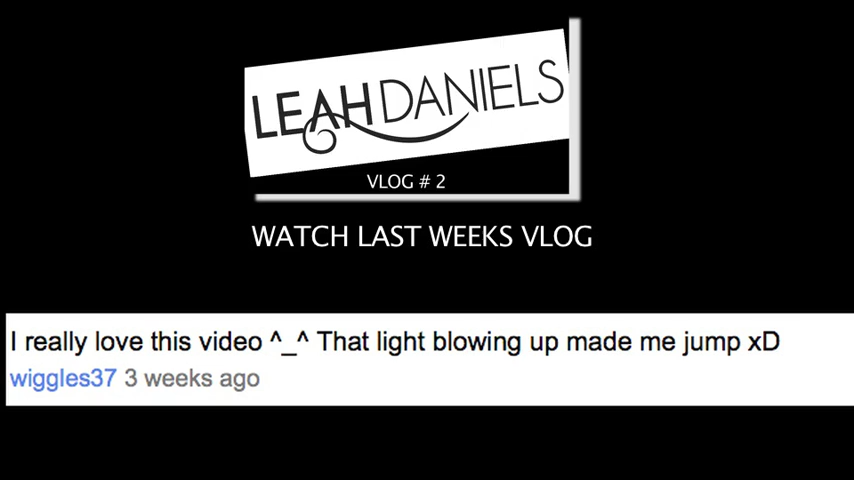 LEAHDANIELS
VLOG # 2
WATCH LAST WEEKS VLOG
I really love this video ^_^ That light blowing up made me jump xD
wiggles37 3 weeks ago